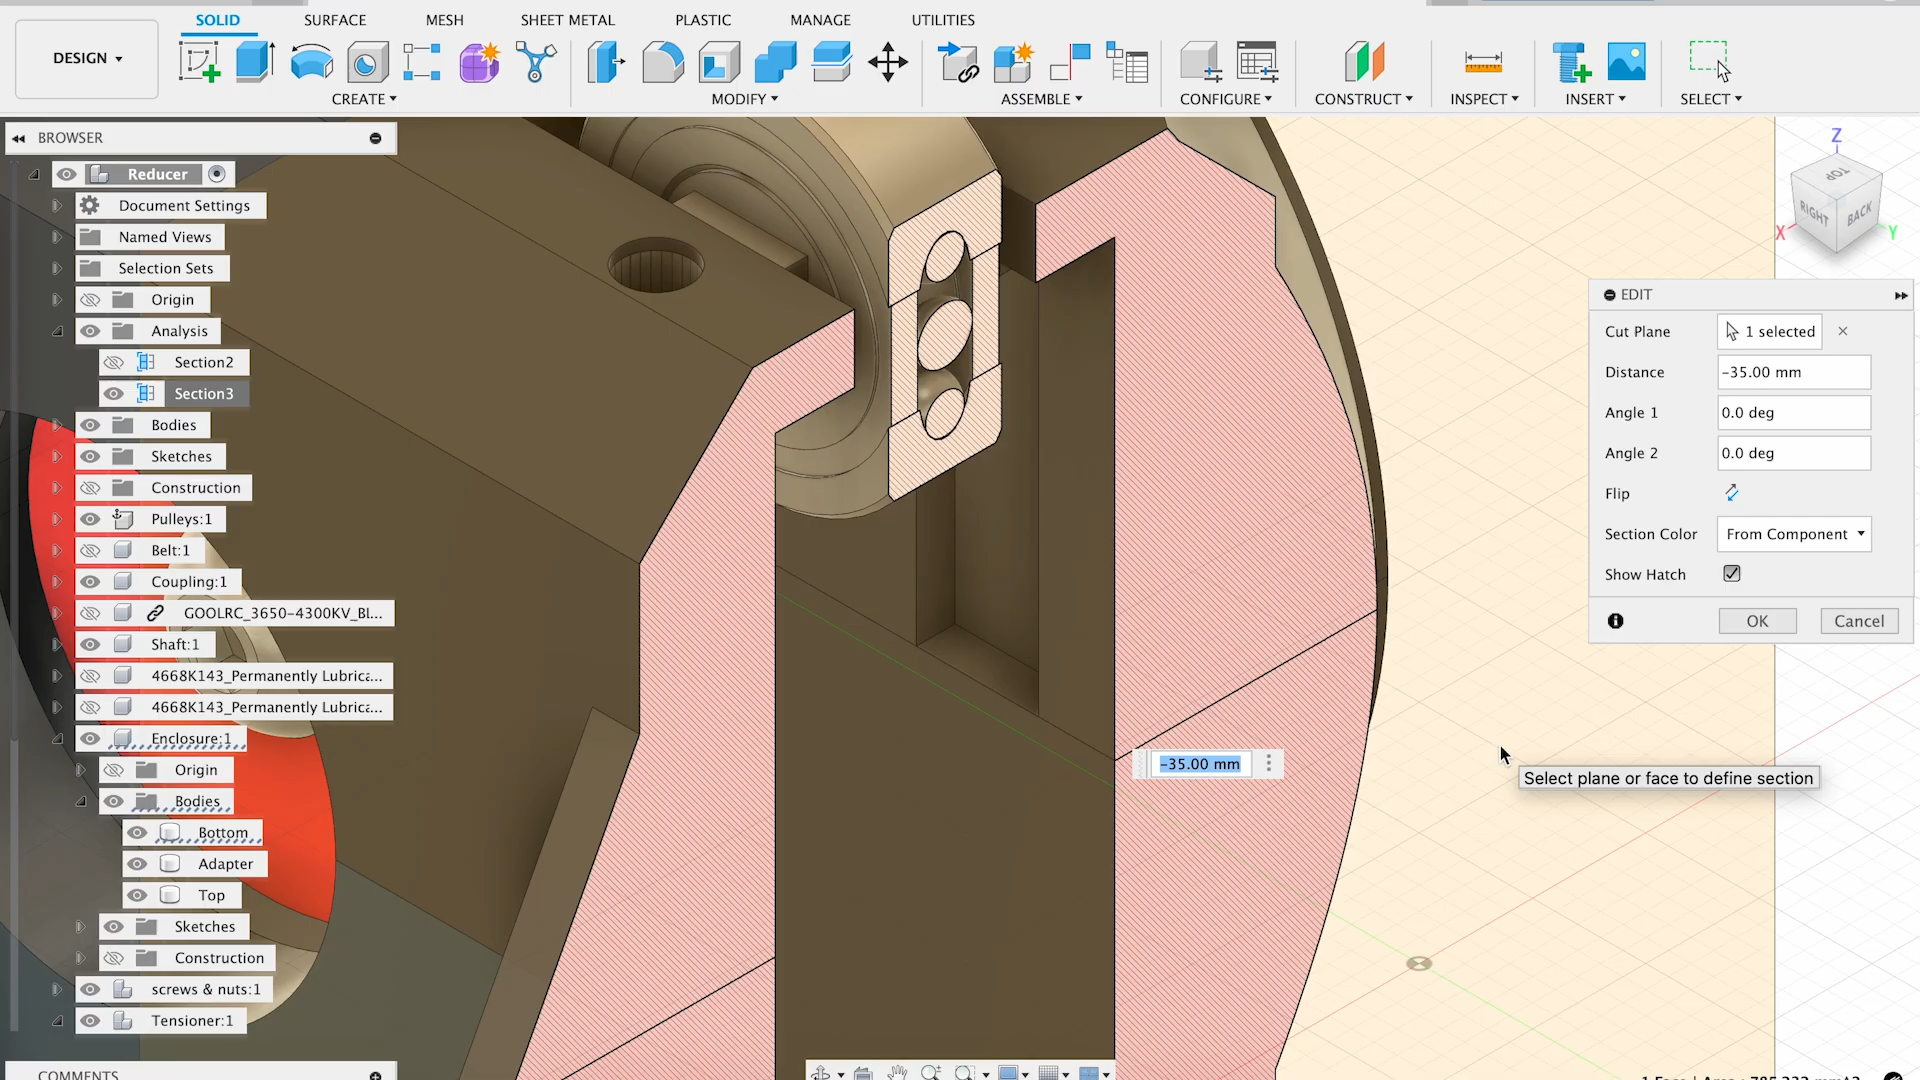 SOLID SURFACE MESH SHEET METAL PLASTIC MANAGE UTILITIES
DESIGN
CREATE MODIFY ASSEMBLE CONFIGURE CONSTRUCT INSPECT INSERT SELECT
BROWSER
Reducer
Document Settings
Named Views
Selection Sets
Origin
Analysis
Section2
Section3
Bodies
Sketches
Construction
Pulleys:1
Belt:1
Coupling:1
GOOLRC_3650-4300KV_Bl...
Shaft:1
4668K143_Permanently Lubrica...
4668K143_Permanently Lubrica...
Enclosure:1
Origin
Bodies
Bottom
Adapter
Top
Sketches
Construction
screws & nuts:1
Tensioner:1
COMMENTS
Z
TOP
RIGHT
BACK
X
Y
EDIT
Cut Plane 1 selected
Distance -35.00 mm
Angle 1 0.0 deg
Angle 2 0.0 deg
Flip
Section Color From Component
Show Hatch
OK Cancel
-35.00 mm
Select plane or face to define section